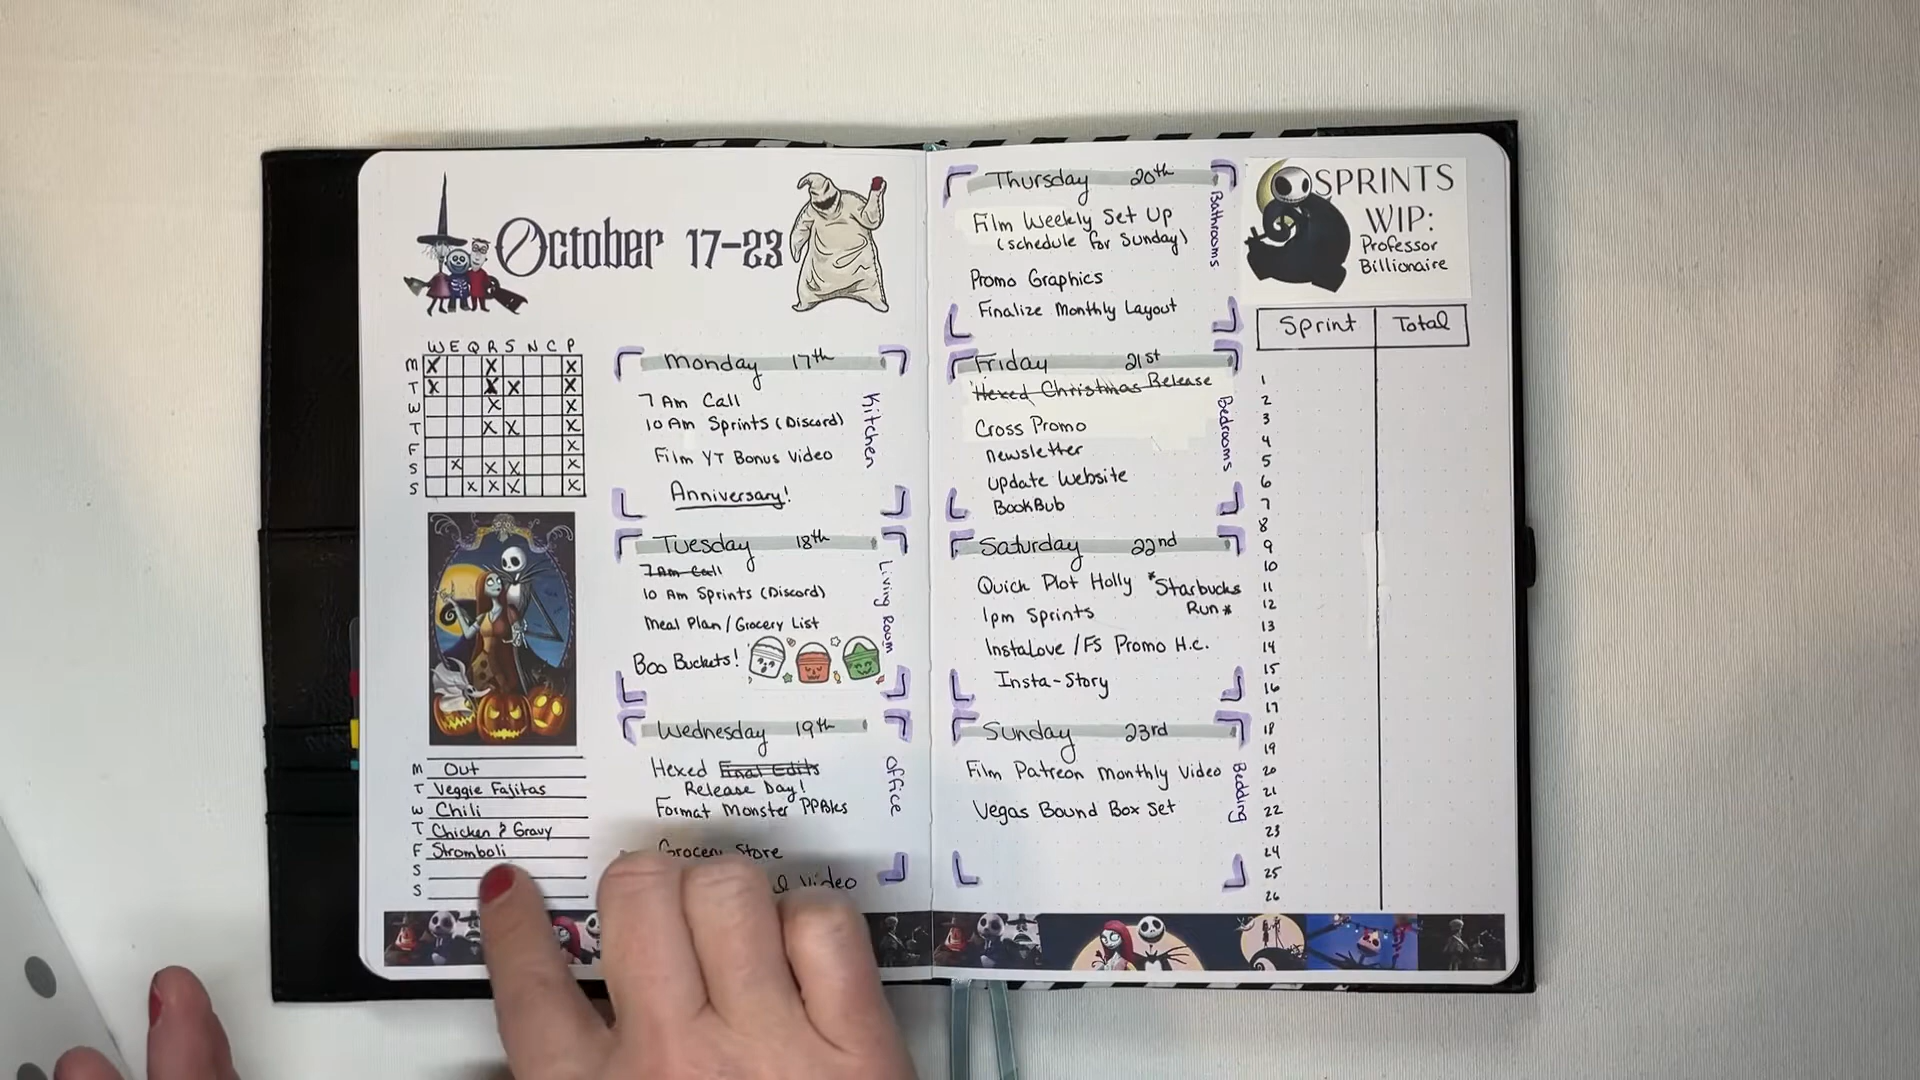 October 17-23
W E Q R S N C P
M X X X
T X X X X
W X X
T X X X
F X
S X X X X
S X X X X
M Out
T Veggie Fajitas
W Chili
T Chicken & Gravy
F Stromboli
S
S
Monday 17th
7 Am Call
10 Am Sprints (Discord)
Film YT Bonus Video
Anniversary!
Kitchen
Tuesday 18th
7 Am Call
10 Am Sprints (Discord)
Meal Plan / Grocery List
Boo Buckets!
Living Room
Wednesday 19th
Hexed Final Edits
Release Day!
Format Monster PPBks
Grocery Store
Video
Office
Thursday 20th
Film Weekly Set Up
(schedule for Sunday)
Promo Graphics
Finalize Monthly Layout
Bathrooms
Friday 21st
Hexed Christmas Release
Cross Promo
newsletter
update Website
BookBub
Bedrooms
Saturday 22nd
Quick Plot Holly *Starbucks
Run*
1pm Sprints
InstaLove / FS Promo H.C.
Insta-Story
Sunday 23rd
Film Patreon Monthly Video
Vegas Bound Box Set
Bedding
SPRINTS
WIP:
Professor
Billionaire
Sprint Total
1
2
3
4
5
6
7
8
9
10
11
12
13
14
15
16
17
18
19
20
21
22
23
24
25
26